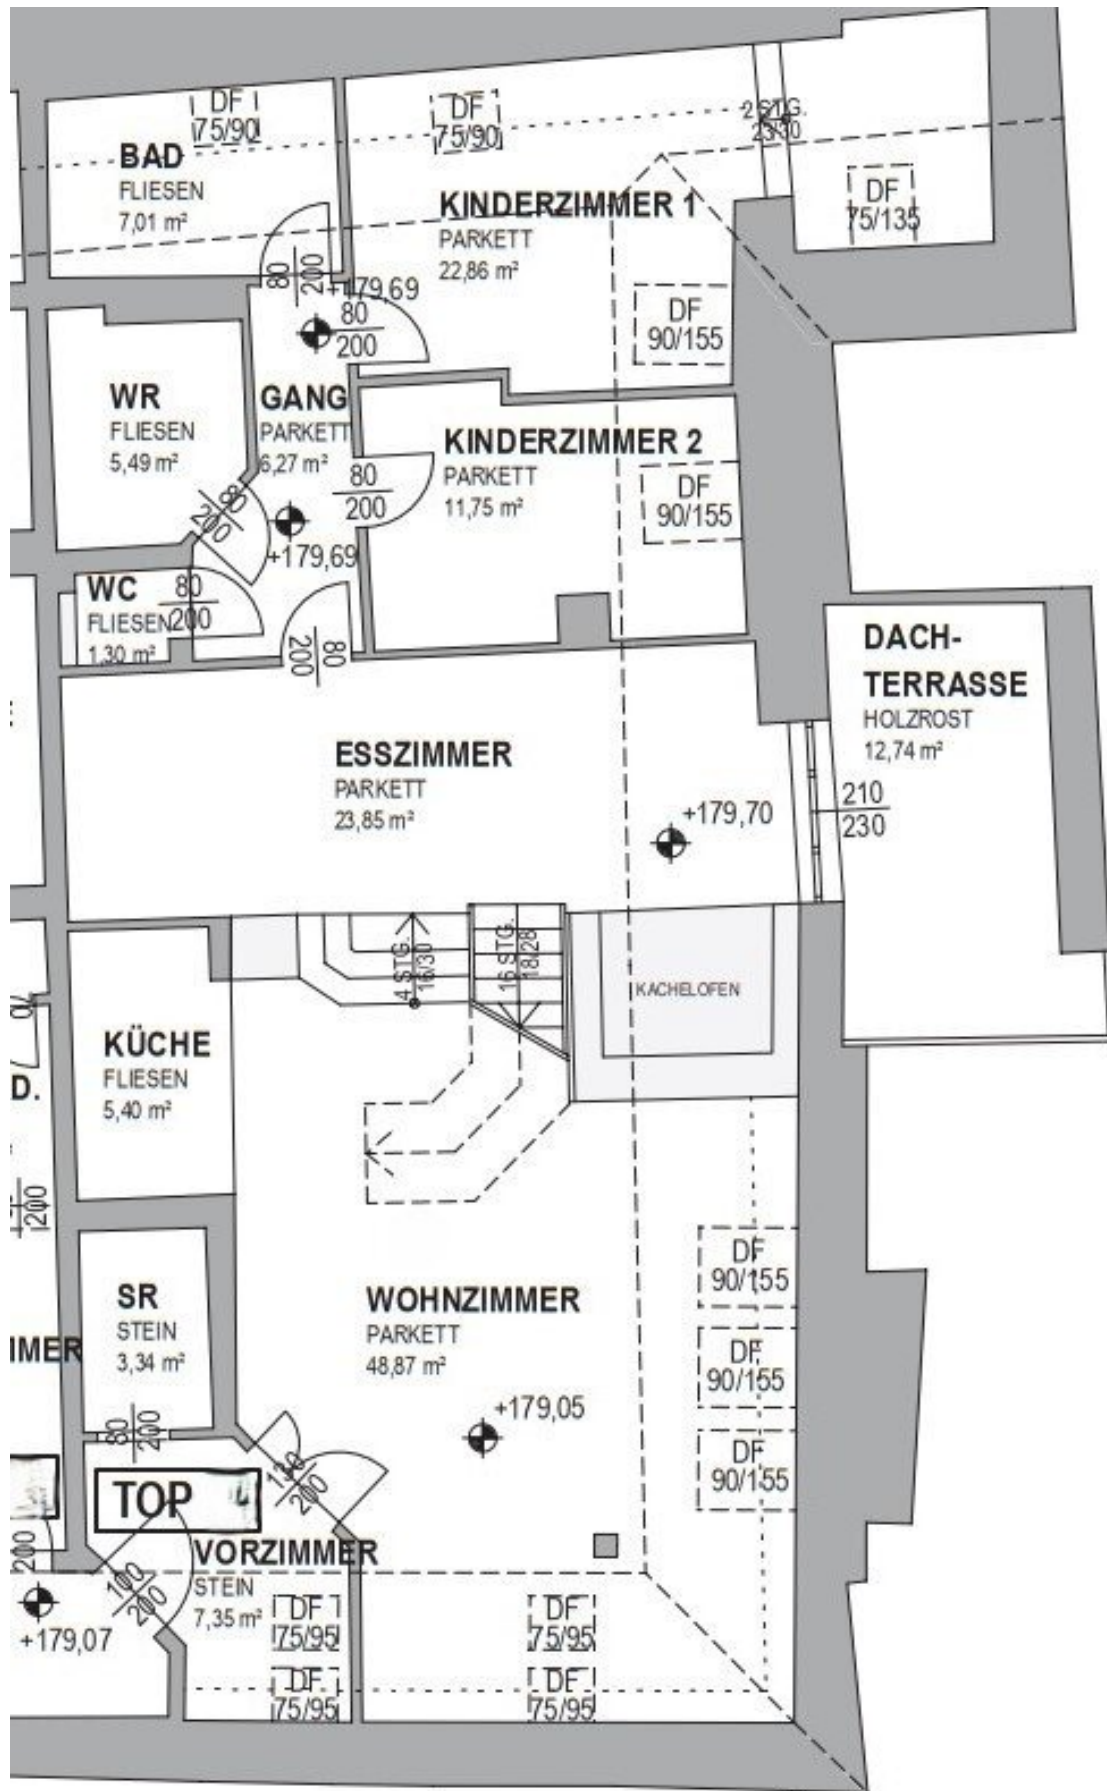 DF
75/90
BAD
FLIESEN
7,01 m²
80
200
DF
75/90
2 STG.
23/30
DF
75/135
KINDERZIMMER 1
PARKETT
22,86 m²
DF
90/155
+179,69
80
200
WR
FLIESEN
5,49 m²
80
200
GANG
PARKETT
6,27 m²
+179,69
80
200
KINDERZIMMER 2
PARKETT
11,75 m²
DF
90/155
WC
FLIESEN
1,30 m²
80
200
80
200
DACH-
TERRASSE
HOLZROST
12,74 m²
ESSZIMMER
PARKETT
23,85 m²
+179,70
210
230
4 STG.
16/30
16 STG.
18/28
KACHELOFEN
KÜCHE
FLIESEN
5,40 m²
D.
70
200
SR
STEIN
3,34 m²
IMER
80
200
WOHNZIMMER
PARKETT
48,87 m²
+179,05
DF
90/155
DF
90/155
DF
90/155
TOP
200
VORZIMMER
STEIN
7,35 m²
100
200
200
+179,07
DF
75/95
DF
75/95
DF
75/95
DF
75/95